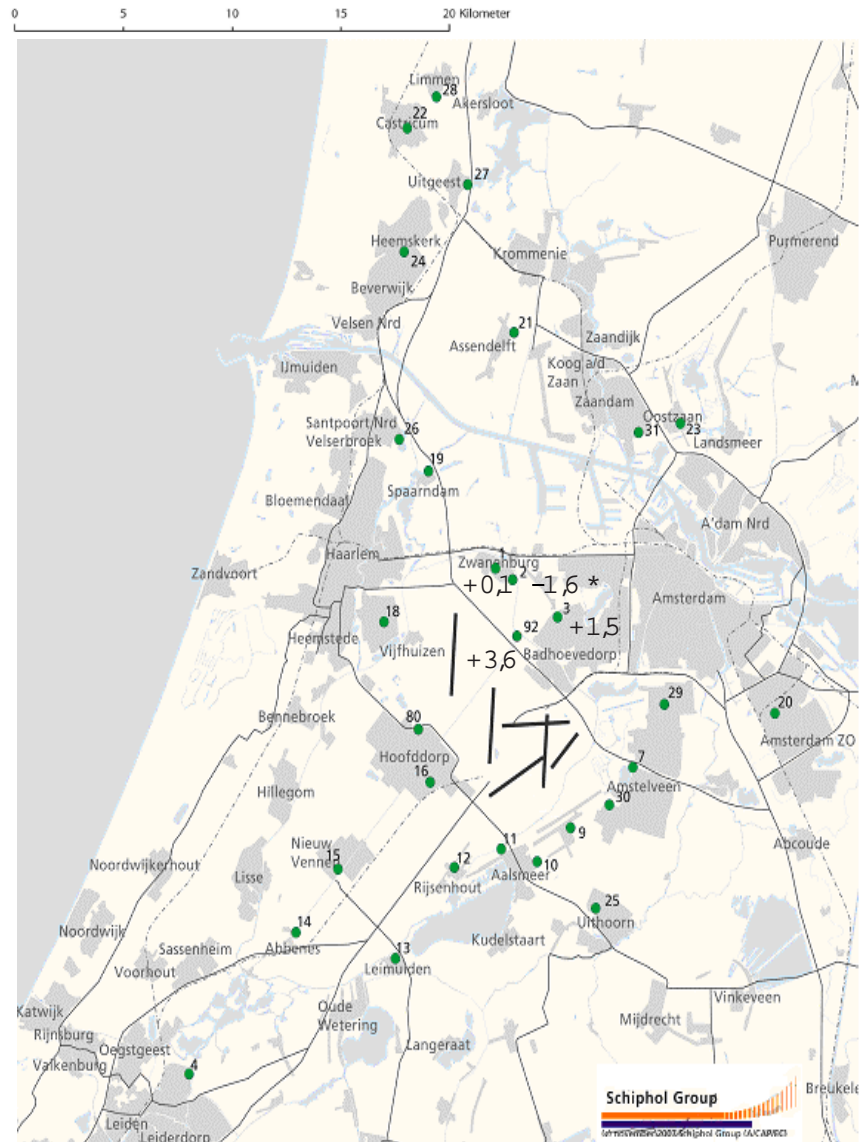 0 5 10 15 20 Kilometer
Limmen
28
Akersloot
22
Castricum
27
Uitgeest
Heemskerk
24
Purmerend
Krommenie
Beverwijk
Velsen Nrd
21
Assendelft
Zaandijk
Koog a/d
Zaan
IJmuiden
Zaandam
Santpoort Nrd
26
Velserbroek
Oostzaan
31
23
Landsmeer
19
Spaarndam
Bloemendaal
A'dam Nrd
Haarlem
1
Zwanenburg
2
Zandvoort
+0,1 -1,6 *
Amsterdam
3
+1,5
18
92
Heemstede
Vijfhuizen
Badhoevedorp
+3,6
29
20
Bennebroek
80
Amsterdam ZO
Hoofddorp
7
16
Amstelveen
Hillegom
30
9
Nieuw
Vennep
15
11
Abcoude
12
10
Noordwijkerhout
Aalsmeer
Rijsenhout
Lisse
25
14
Uithoorn
Noordwijk
Abbenes
Kudelstaart
Sassenheim
13
Voorhout
Leimuiden
Vinkeveen
Katwijk
Oude
Wetering
Mijdrecht
Rijnsburg
Oegstgeest
Langeraat
Valkenburg
4
Breukele
Schiphol Group
Leiden
Leiderdorp